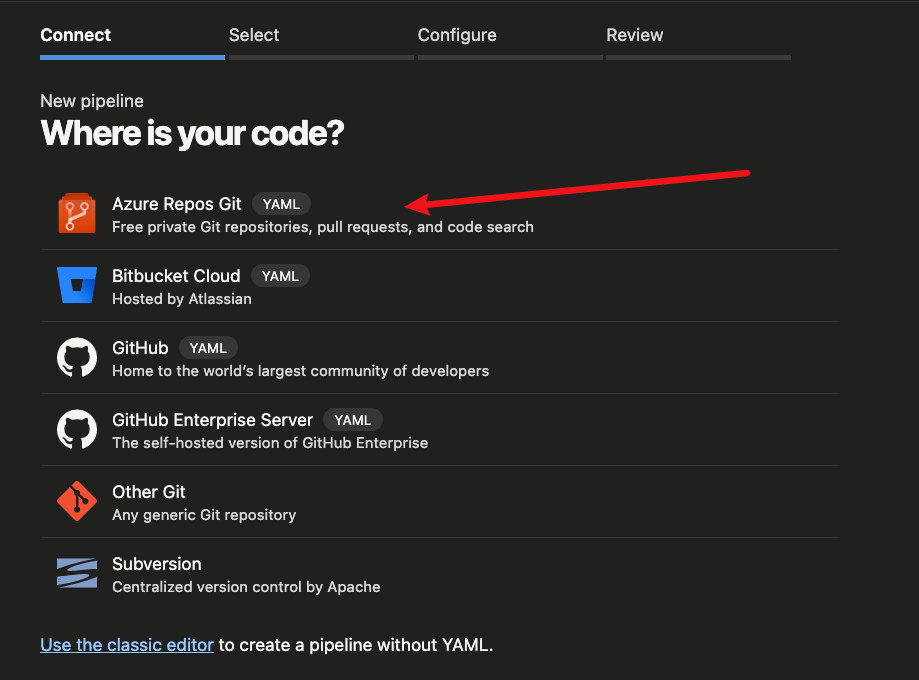 Connect Select Configure Review
New pipeline
Where is your code?
Azure Repos Git YAML
Free private Git repositories, pull requests, and code search
Bitbucket Cloud YAML
Hosted by Atlassian
GitHub YAML
Home to the world’s largest community of developers
GitHub Enterprise Server YAML
The self-hosted version of GitHub Enterprise
Other Git
Any generic Git repository
Subversion
Centralized version control by Apache
Use the classic editor to create a pipeline without YAML.